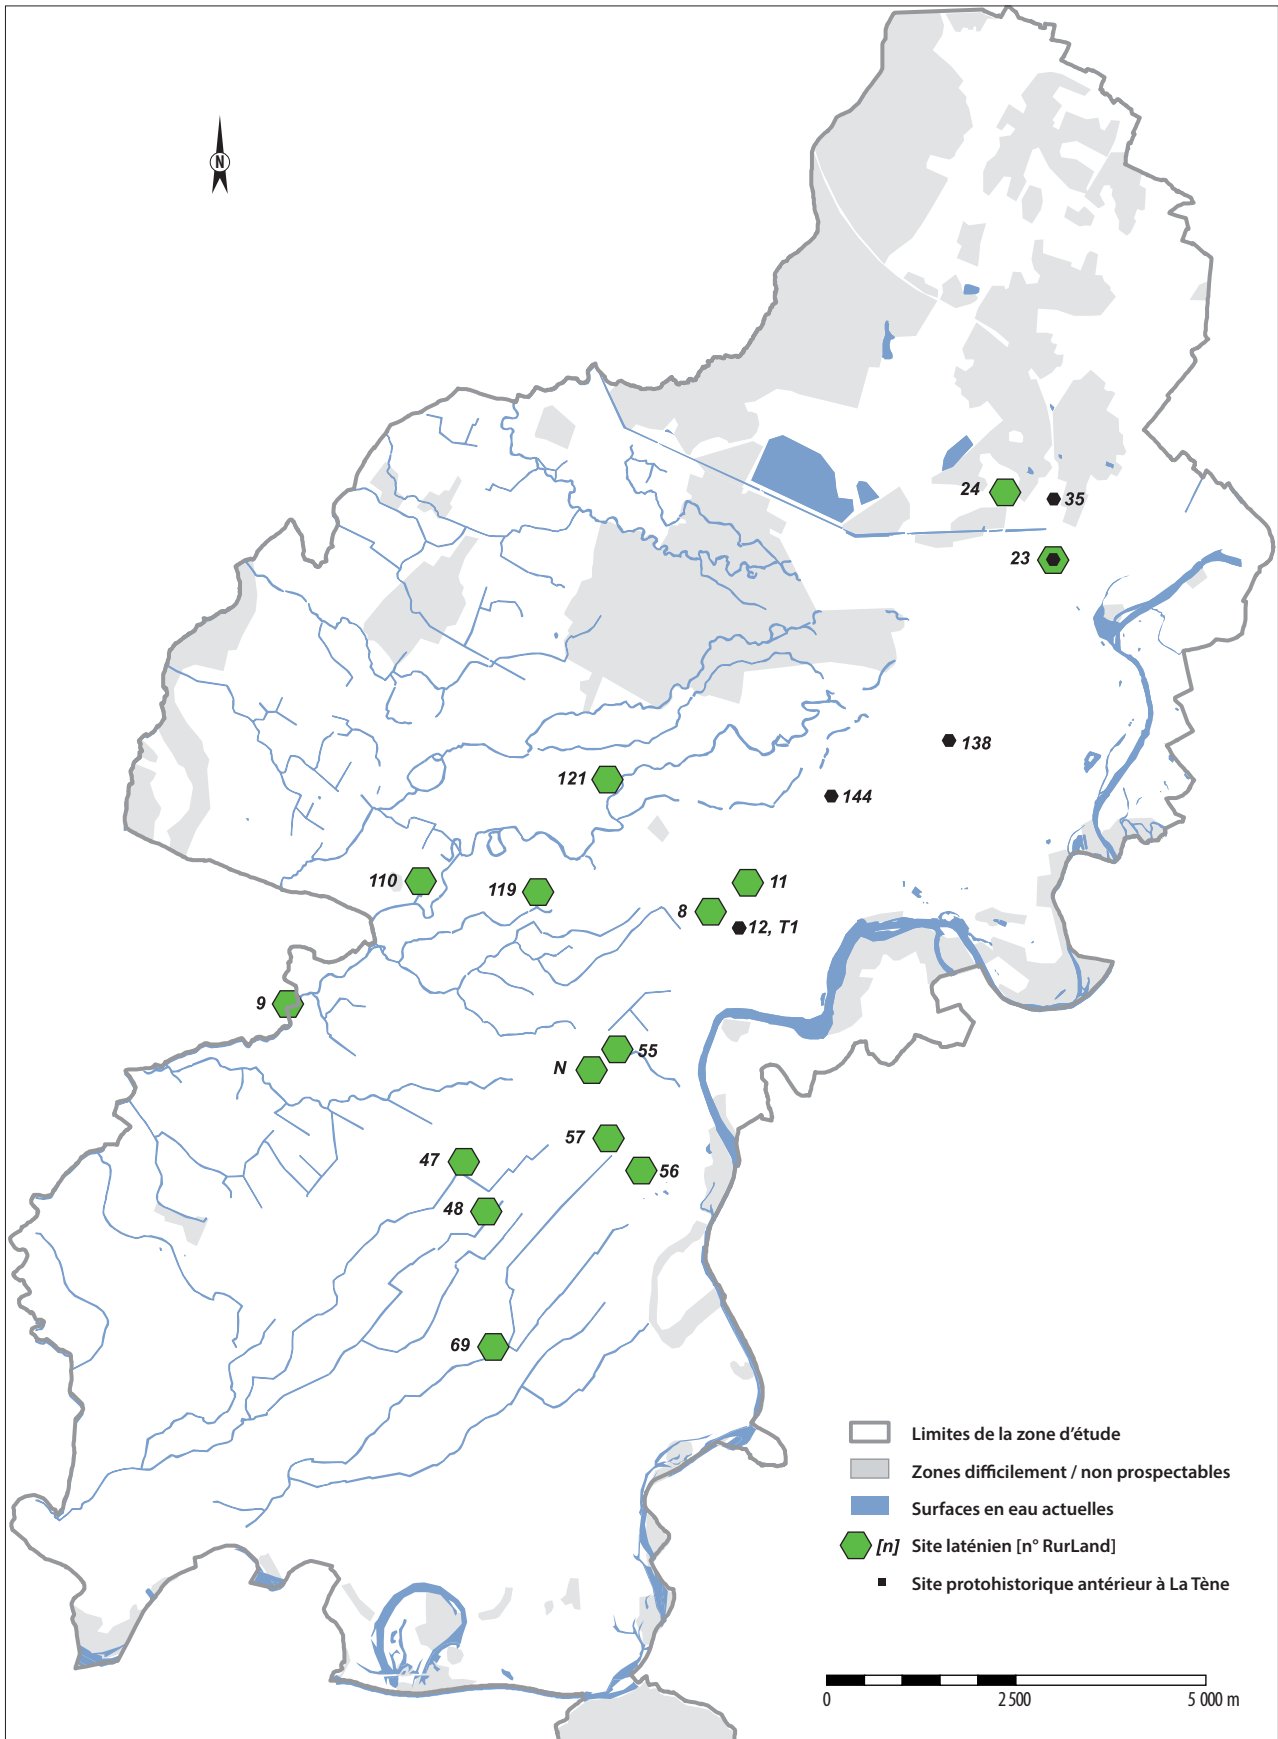 N
24
35
23
138
121
144
110
119
11
8
12, T1
9
55
N
57
47
56
48
69
Limites de la zone d'étude
Zones difficilement / non prospectables
Surfaces en eau actuelles
[n] Site laténien [n° RurLand]
Site protohistorique antérieur à La Tène
0 2 500 5 000 m